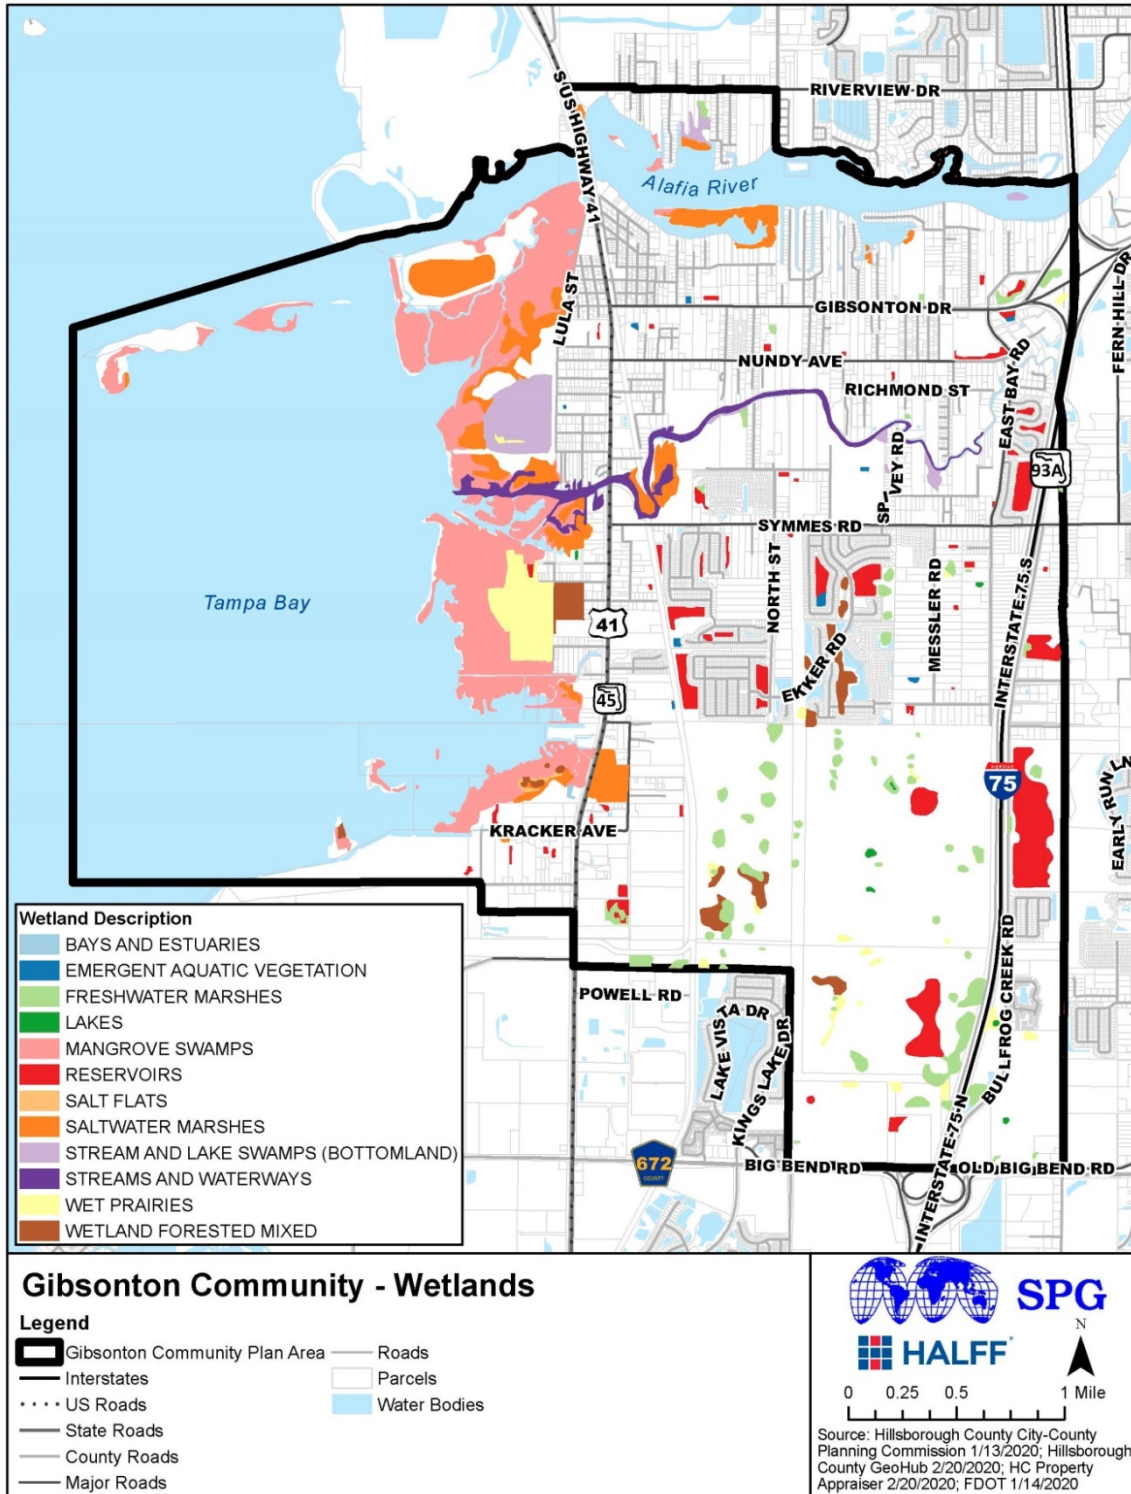 RIVERVIEW DR
S US HIGHWAY 41
Alafia River
LULA ST
GIBSONTON DR
FERN HILL DR
NUNDY AVE
EAST BAY RD
RICHMOND ST
SPIVEY RD
93A
SYMMES RD
Tampa Bay
41
NORTH ST
MESSLER RD
INTERSTATE 75 S
EKKER RD
45
75
EARLY RUN LN
KRACKER AVE
BULLFROG CREEK RD
POWELL RD
LAKE VISTA DR
KINGS LAKE DR
INTERSTATE 75 N
672
COUNTY
BIG BEND RD
OLD BIG BEND RD
Wetland Description
BAYS AND ESTUARIES
EMERGENT AQUATIC VEGETATION
FRESHWATER MARSHES
LAKES
MANGROVE SWAMPS
RESERVOIRS
SALT FLATS
SALTWATER MARSHES
STREAM AND LAKE SWAMPS (BOTTOMLAND)
STREAMS AND WATERWAYS
WET PRAIRIES
WETLAND FORESTED MIXED
Gibsonton Community - Wetlands
Legend
Gibsonton Community Plan Area
Interstates
US Roads
State Roads
County Roads
Major Roads
Roads
Parcels
Water Bodies
SPG
HALFF
N
0 0.25 0.5 1 Mile
Source: Hillsborough County City-County
Planning Commission 1/13/2020; Hillsborough
County GeoHub 2/20/2020; HC Property
Appraiser 2/20/2020; FDOT 1/14/2020